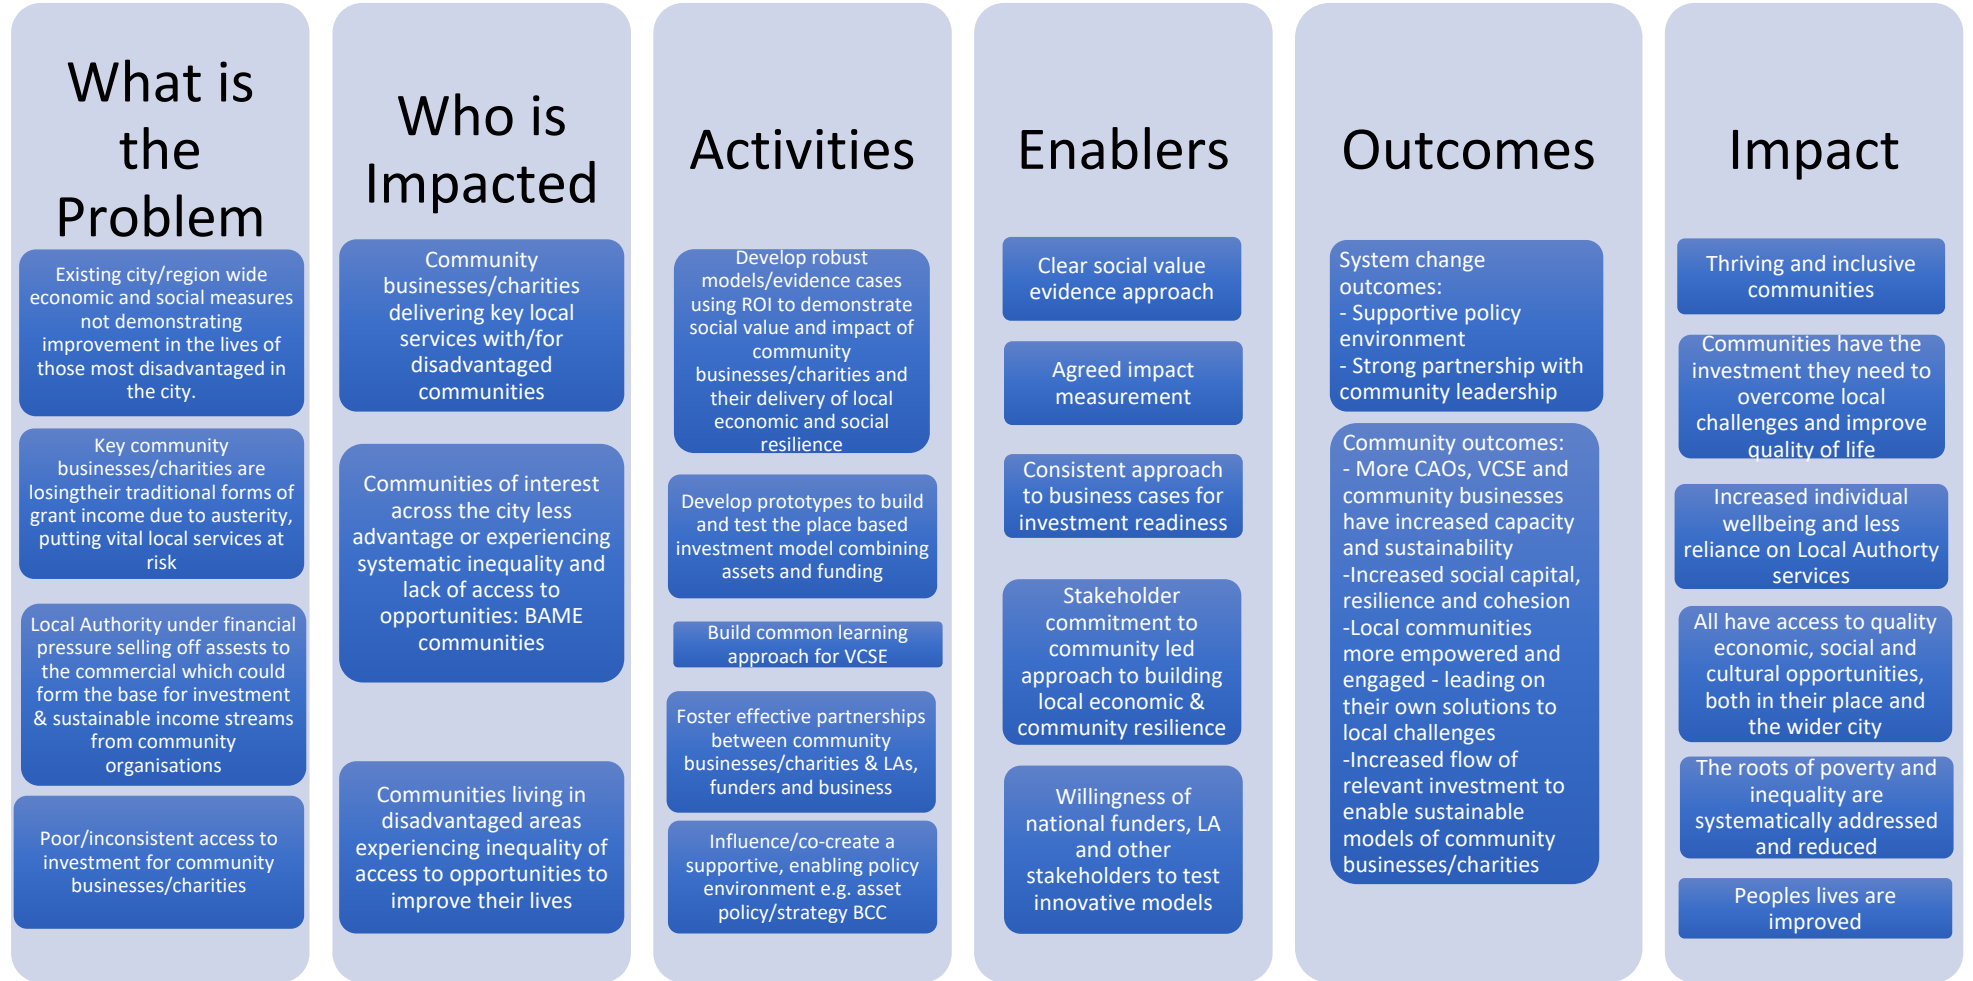 What is
the
Problem
Existing city/region wide
economic and social measures
not demonstrating
improvement in the lives of
those most disadvantaged in
the city.
Key community
businesses/charities are
losingtheir traditional forms of
grant income due to austerity,
putting vital local services at
risk
Local Authority under financial
pressure selling off assests to
the commercial which could
form the base for investment
& sustainable income streams
from community
organisations
Poor/inconsistent access to
investment for community
businesses/charities
Who is
Impacted
Community
businesses/charities
delivering key local
services with/for
disadvantaged
communities
Communities of interest
across the city less
advantage or experiencing
systematic inequality and
lack of access to
opportunities: BAME
communities
Communities living in
disadvantaged areas
experiencing inequality of
access to opportunities to
improve their lives
Activities
Develop robust
models/evidence cases
using ROI to demonstrate
social value and impact of
community
businesses/charities and
their delivery of local
economic and social
resilience
Develop prototypes to build
and test the place based
investment model combining
assets and funding
Build common learning
approach for VCSE
Foster effective partnerships
between community
businesses/charities & LAs,
funders and business
Influence/co-create a
supportive, enabling policy
environment e.g. asset
policy/strategy BCC
Enablers
Clear social value
evidence approach
Agreed impact
measurement
Consistent approach
to business cases for
investment readiness
Stakeholder
commitment to
community led
approach to building
local economic &
community resilience
Willingness of
national funders, LA
and other
stakeholders to test
innovative models
Outcomes
System change
outcomes:
- Supportive policy
environment
- Strong partnership with
community leadership
Community outcomes:
- More CAOs, VCSE and
community businesses
have increased capacity
and sustainability
-Increased social capital,
resilience and cohesion
-Local communities
more empowered and
engaged - leading on
their own solutions to
local challenges
-Increased flow of
relevant investment to
enable sustainable
models of community
businesses/charities
Impact
Thriving and inclusive
communities
Communities have the
investment they need to
overcome local
challenges and improve
quality of life
Increased individual
wellbeing and less
reliance on Local Authorty
services
All have access to quality
economic, social and
cultural opportunities,
both in their place and
the wider city
The roots of poverty and
inequality are
systematically addressed
and reduced
Peoples lives are
improved